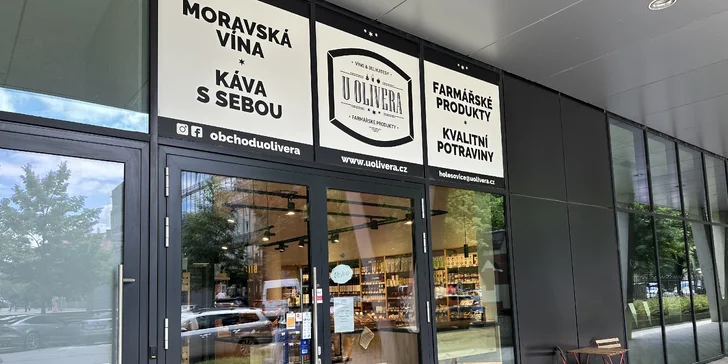 MORAVSKÁ
VÍNA
KÁVA
S SEBOU
obchoduolivera
VÍNO & DELIKATESY
U OLIVERA
FARMÁŘSKÉ PRODUKTY
www.uolivera.cz
FARMÁŘSKÉ
PRODUKTY
KVALITNÍ
POTRAVINY
holesovice@uolivera.cz